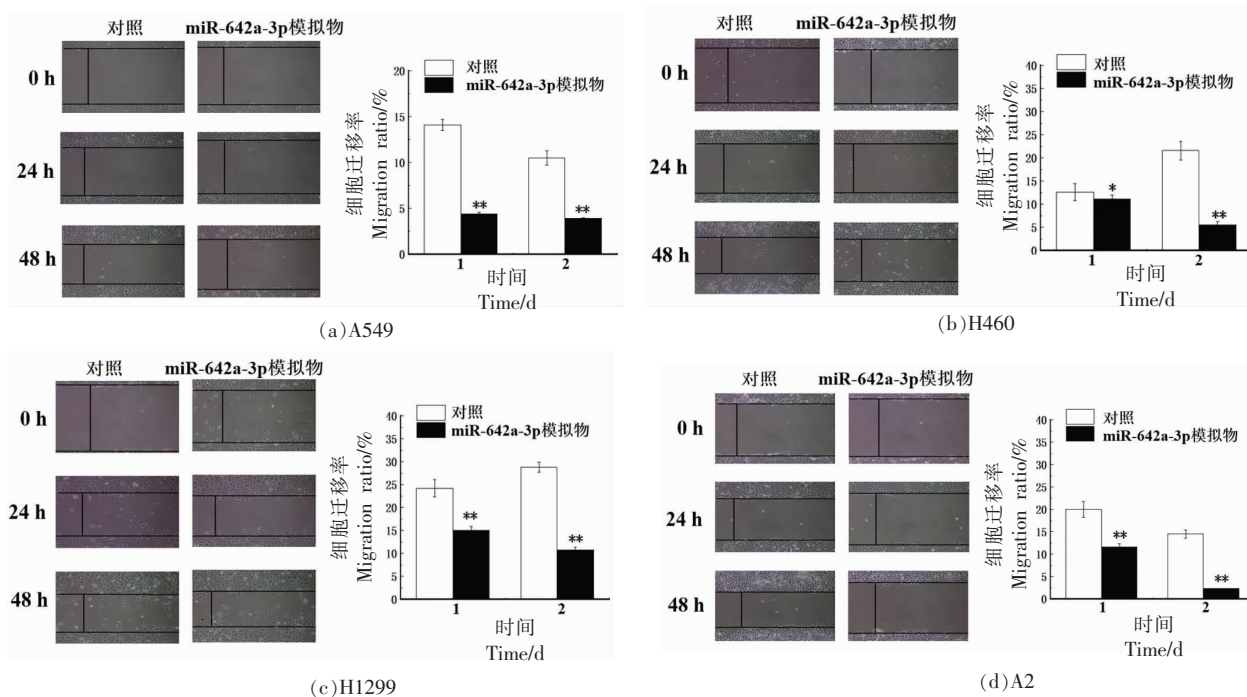 对照 miR-642a-3p模拟物
0 h
24 h
48 h
20
15
10
5
0
细胞迁移率
Migration ratio/%
对照
miR-642a-3p模拟物
** **
1 2
时间
Time/d
(a)A549
对照 miR-642a-3p模拟物
0 h
24 h
48 h
40
35
30
25
20
15
10
5
0
细胞迁移率
Migration ratio/%
对照
miR-642a-3p模拟物
* **
1 2
时间
Time/d
(b)H460
对照 miR-642a-3p模拟物
0 h
24 h
48 h
40
35
30
25
20
15
10
5
0
细胞迁移率
Migration ratio/%
对照
miR-642a-3p模拟物
** **
1 2
时间
Time/d
(c)H1299
对照 miR-642a-3p模拟物
0 h
24 h
48 h
40
35
30
25
20
15
10
5
0
细胞迁移率
Migration ratio/%
对照
miR-642a-3p模拟物
** **
1 2
时间
Time/d
(d)A2